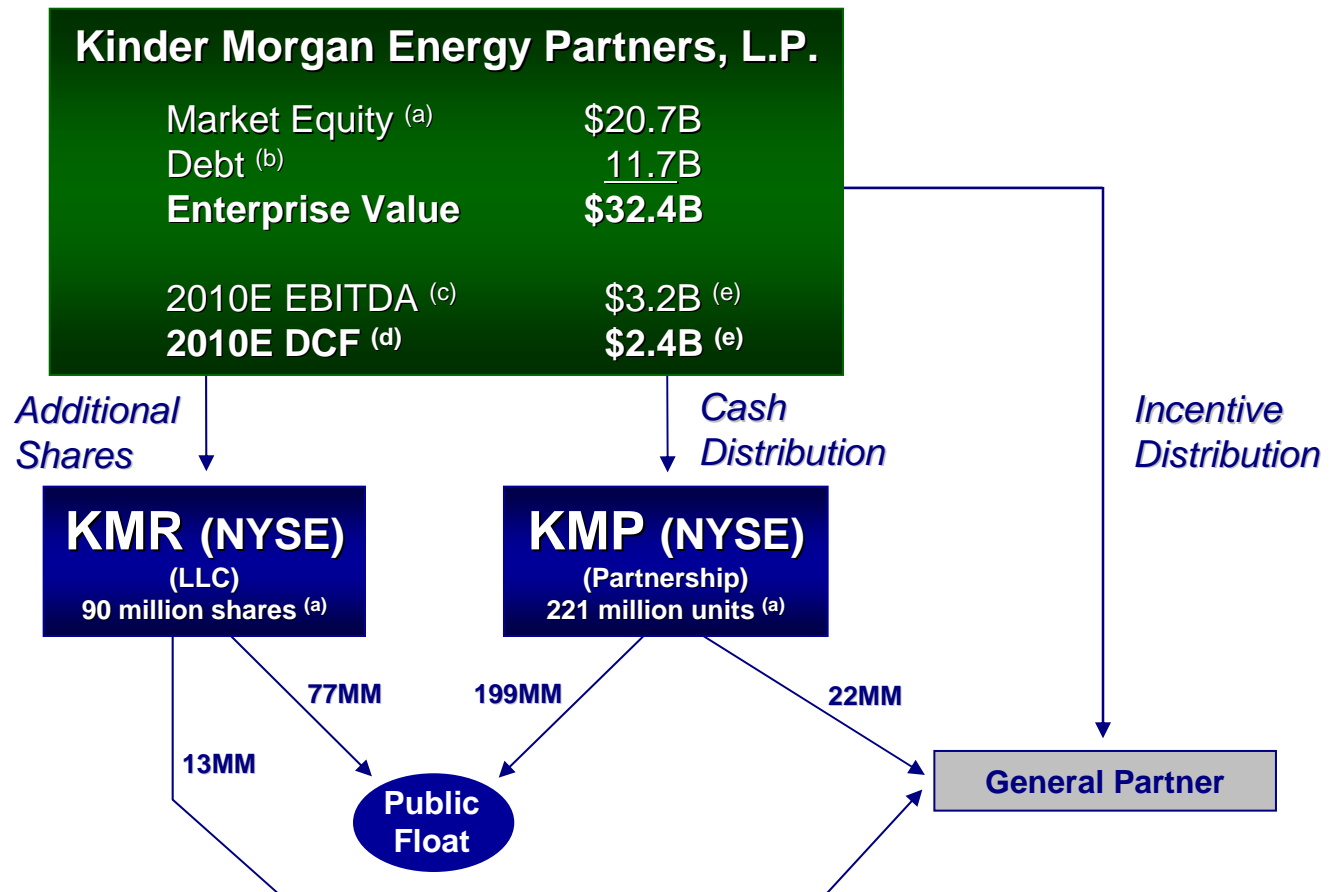 Kinder Morgan Energy Partners, L.P.
Market Equity (a) $20.7B
Debt (b) 11.7B
Enterprise Value $32.4B
2010E EBITDA (c) $3.2B (e)
2010E DCF (d) $2.4B (e)
Additional
Shares
Cash
Distribution
Incentive
Distribution
KMR (NYSE)
(LLC)
90 million shares (a)
KMP (NYSE)
(Partnership)
221 million units (a)
77MM
199MM
22MM
13MM
General Partner
Public
Float